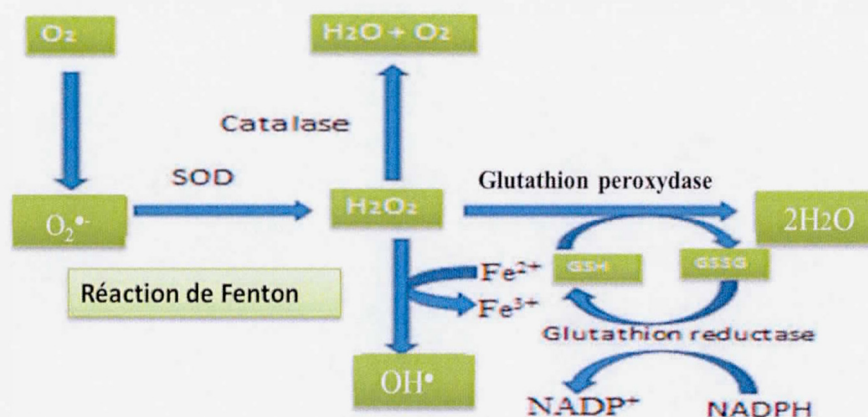 O₂
H₂O + O₂
Catalase
SOD
Glutathion peroxydase
O₂•-
H₂O₂
2H₂O
Réaction de Fenton
Fe²⁺
GSH
GSSG
Fe³⁺
Glutathion reductase
OH•
NADP⁺
NADPH